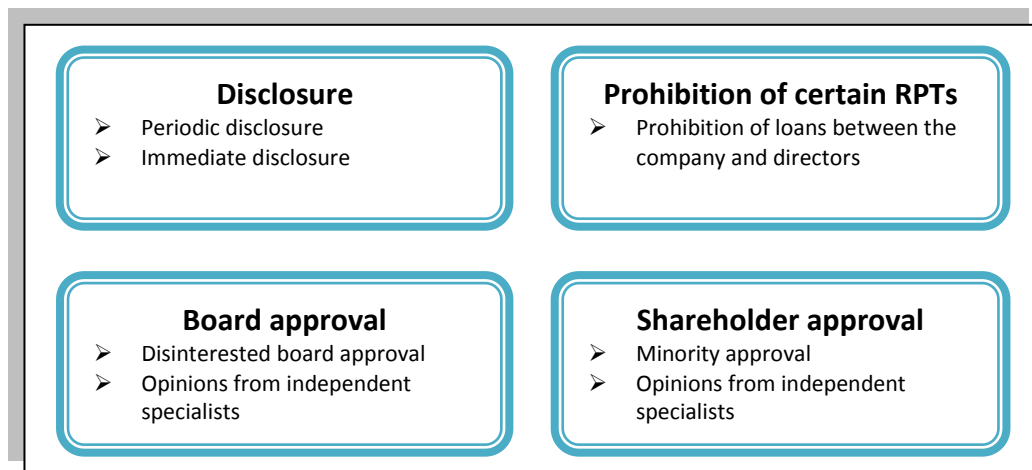 Disclosure
➢ Periodic disclosure
➢ Immediate disclosure
Prohibition of certain RPTs
➢ Prohibition of loans between the
company and directors
Board approval
➢ Disinterested board approval
➢ Opinions from independent
specialists
Shareholder approval
➢ Minority approval
➢ Opinions from independent
specialists